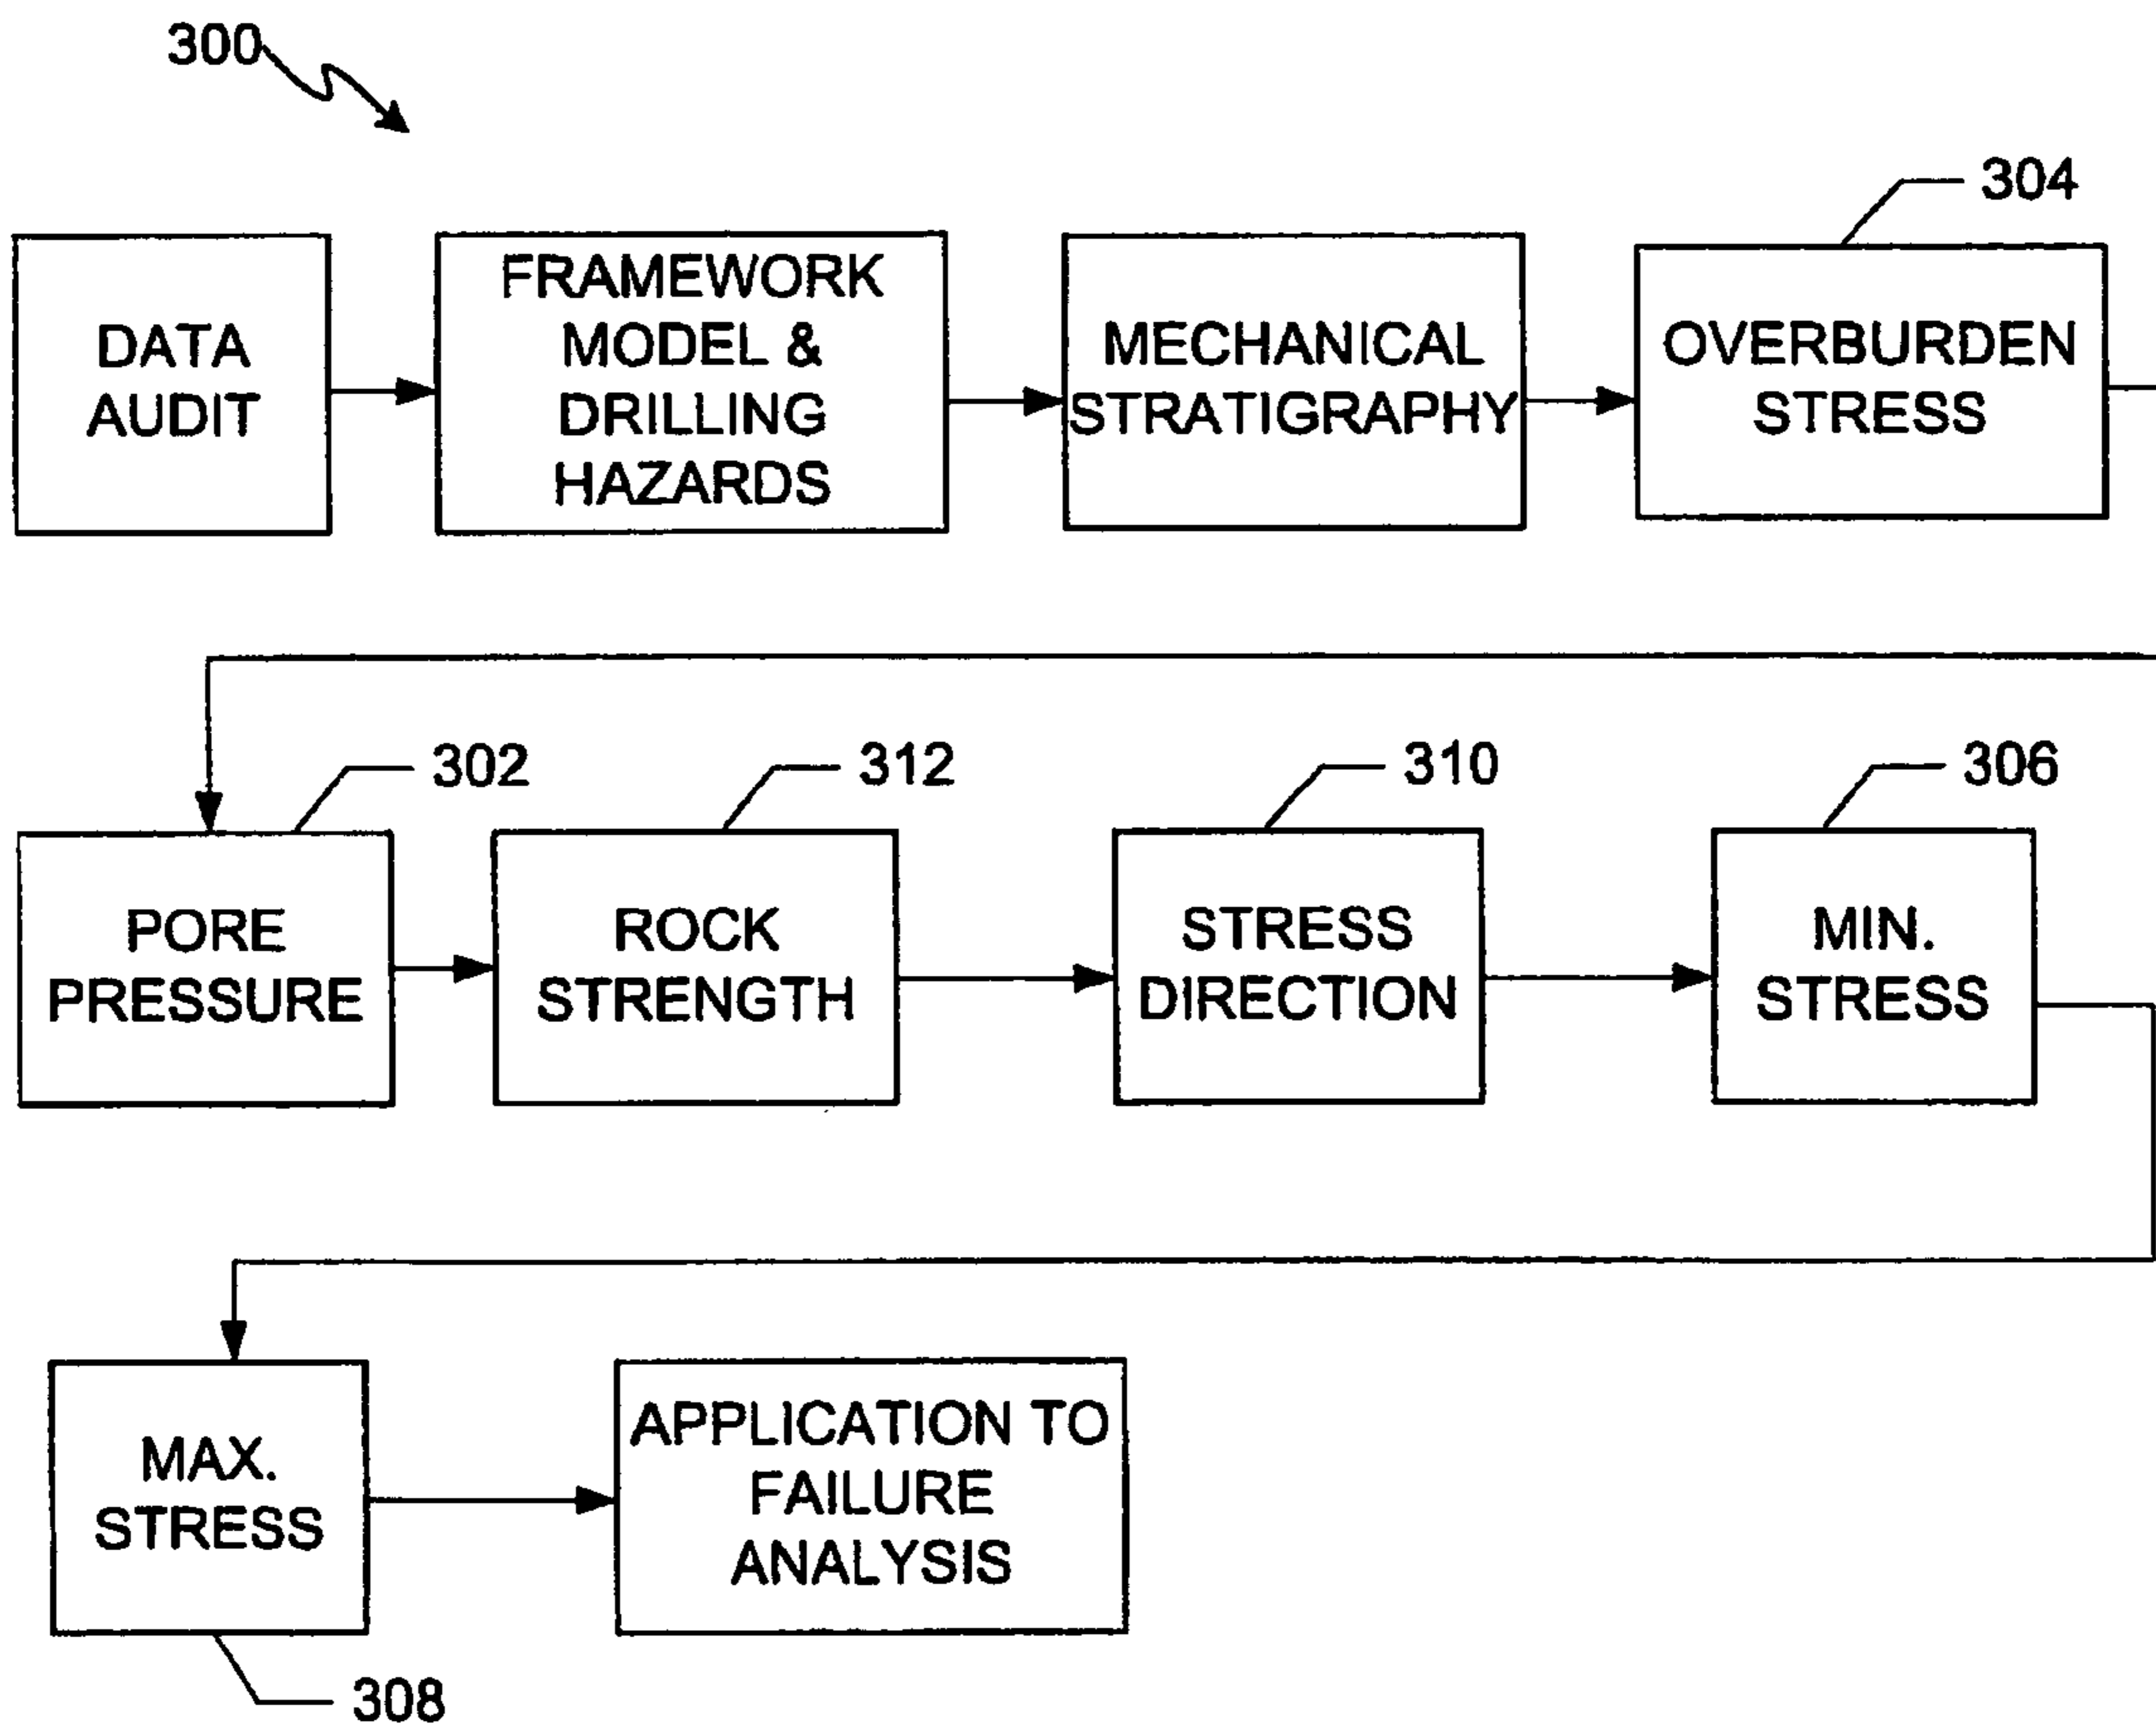 300
304
DATA
AUDIT
FRAMEWORK
MODEL &
DRILLING
HAZARDS
MECHANICAL
STRATIGRAPHY
OVERBURDEN
STRESS
302
312
310
306
PORE
PRESSURE
ROCK
STRENGTH
STRESS
DIRECTION
MIN.
STRESS
MAX.
STRESS
APPLICATION TO
FAILURE
ANALYSIS
308